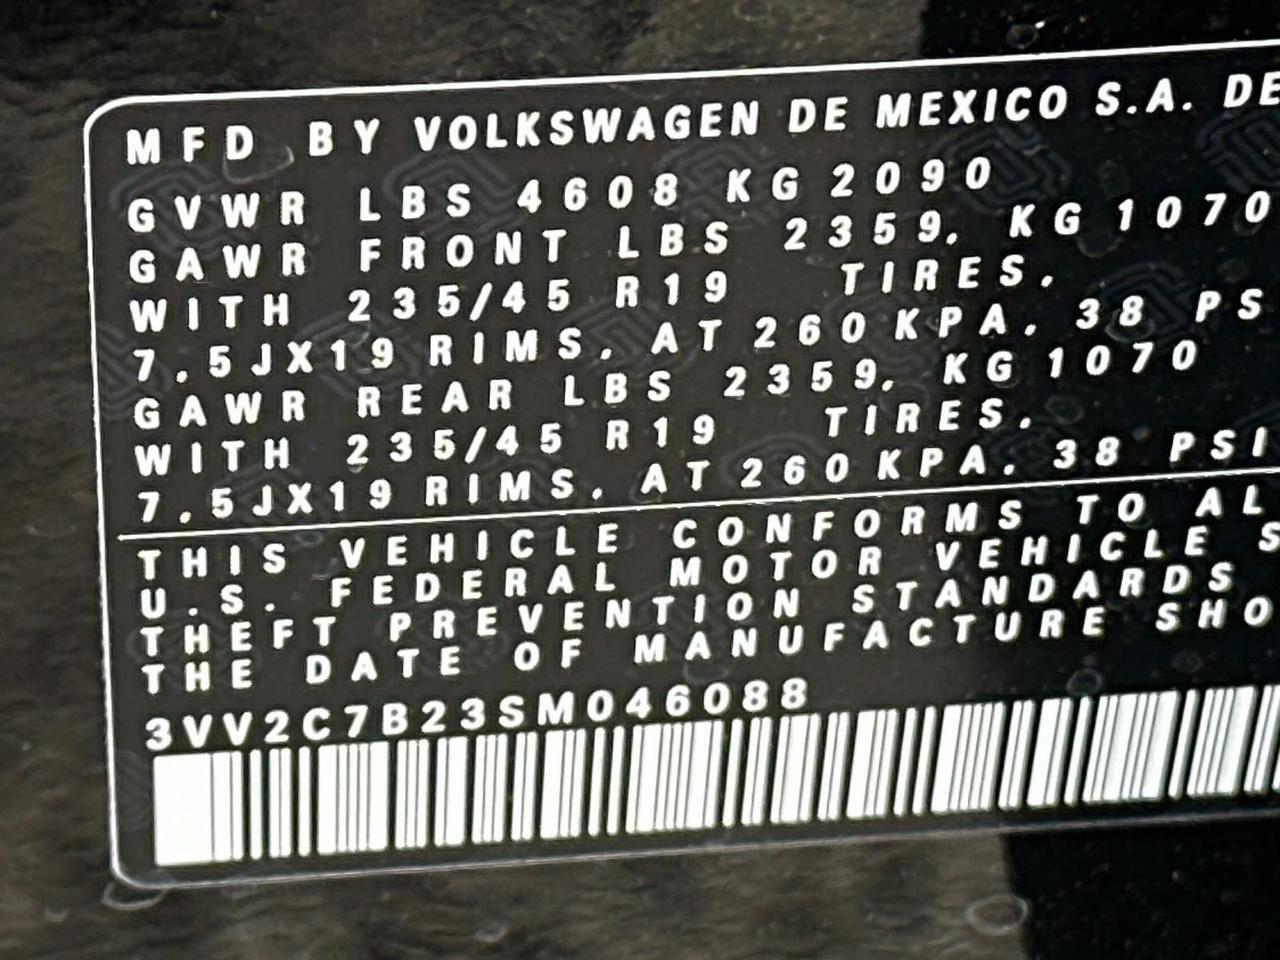 MFD BY VOLKSWAGEN DE MEXICO S.A. DE
GVWR LBS 4608 KG 2090
GAWR FRONT LBS 2359, KG 1070
WITH 235/45 R19 TIRES,
7.5JX19 RIMS, AT 260 KPA. 38 PS
GAWR REAR LBS 2359, KG 1070
WITH 235/45 R19 TIRES,
7.5JX19 RIMS, AT 260 KPA. 38 PSI
THIS VEHICLE CONFORMS TO AL
U.S. FEDERAL MOTOR VEHICLE S
THEFT PREVENTION STANDARDS
THE DATE OF MANUFACTURE SHO
3VV2C7B23SM046088